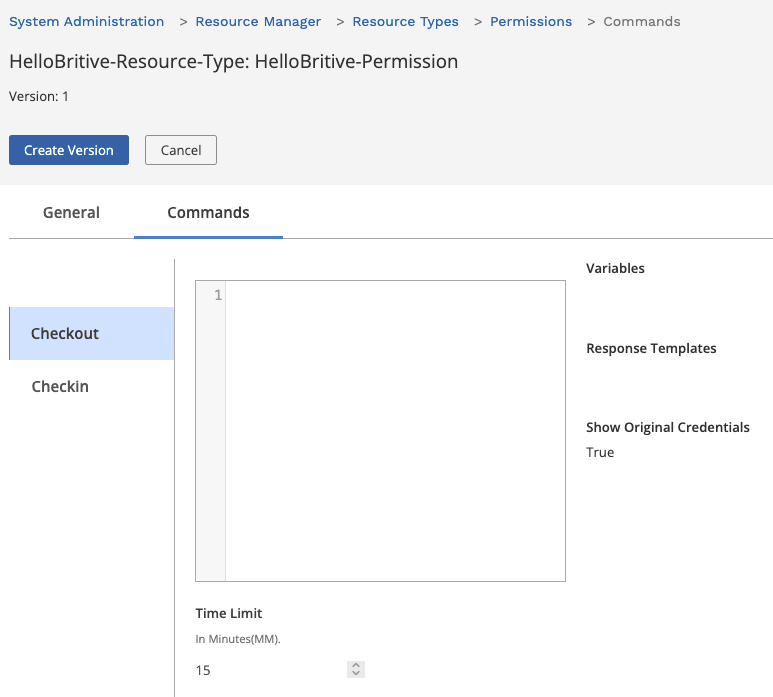 System Administration > Resource Manager > Resource Types > Permissions > Commands
HelloBritive-Resource-Type: HelloBritive-Permission
Version: 1
Create Version Cancel
General Commands
Checkout
Checkin
1
Time Limit
In Minutes(MM).
15
Variables
Response Templates
Show Original Credentials
True